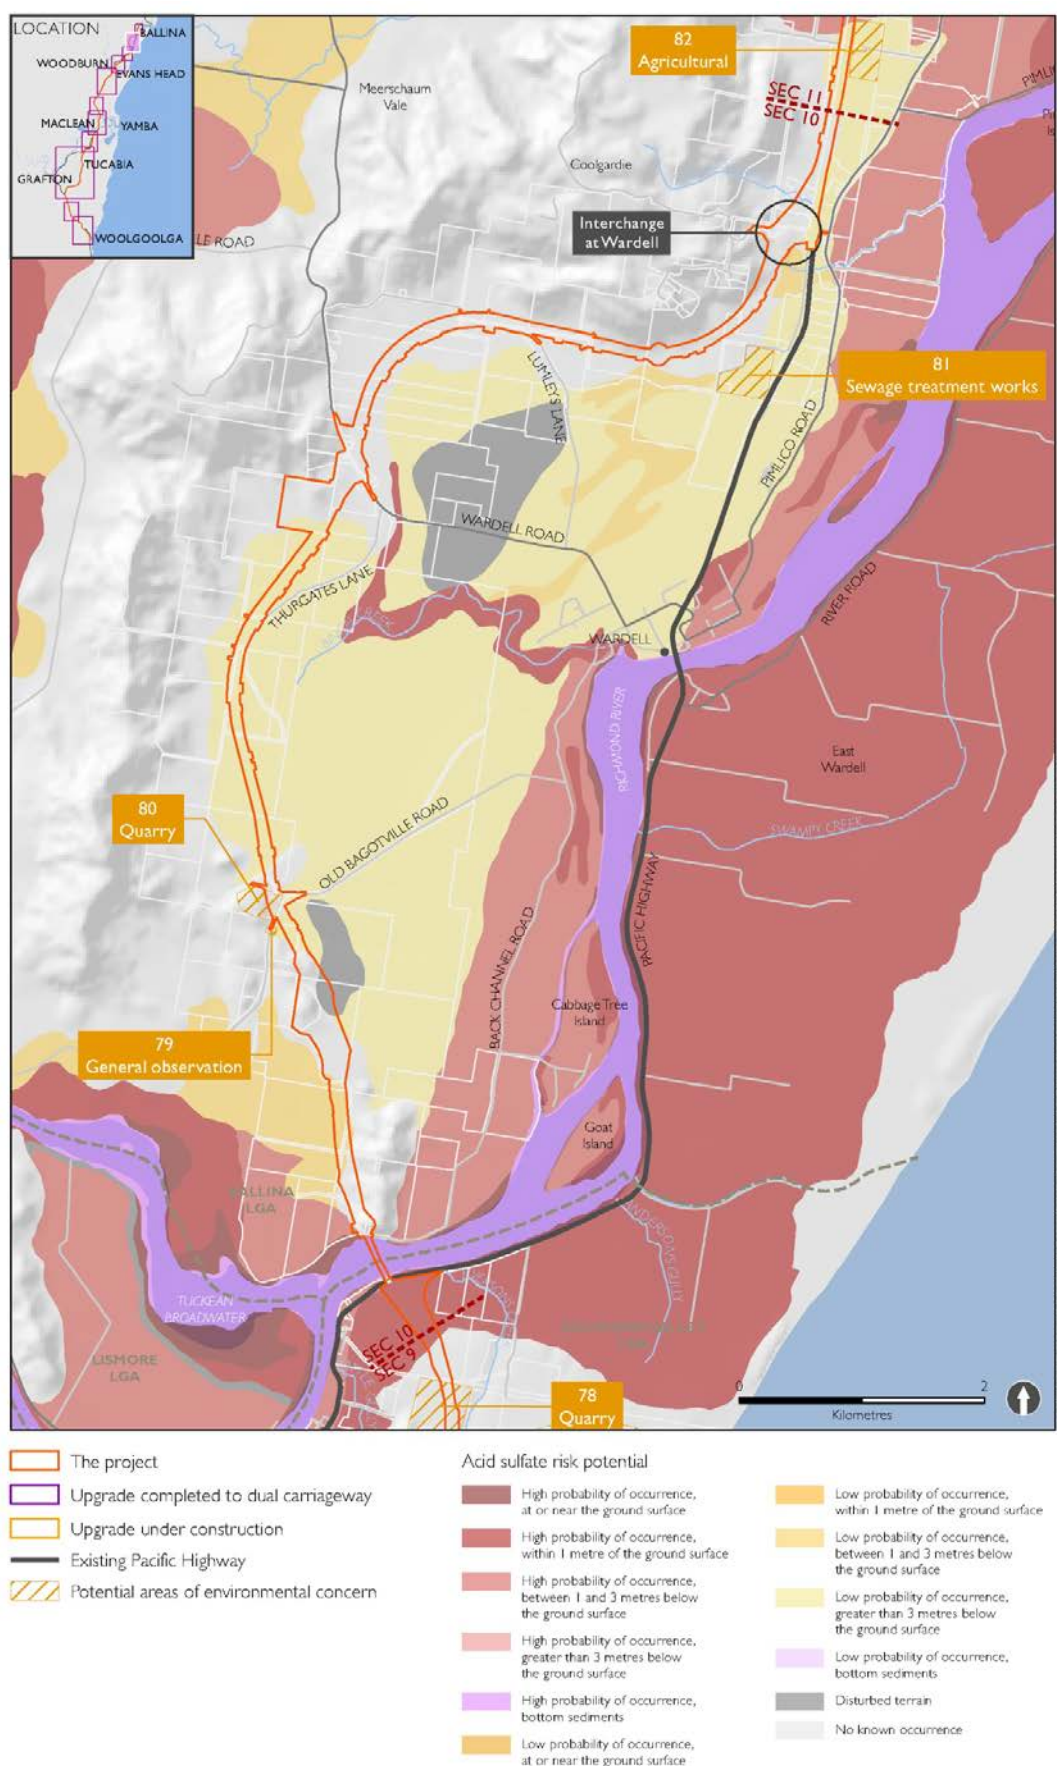 LOCATION
BALLINA
WOODBURN
EVANS HEAD
MACLEAN
YAMBA
TUCABIA
GRAFTON
WOOLGOOLGA
LE ROAD
Meerschaum
Vale
82
Agricultural
SEC 11
SEC 10
Coolgardie
Interchange
at Wardell
81
Sewage treatment works
LUMLEYS LANE
PIMLICO ROAD
WARDELL ROAD
THURGATES LANE
RIVER ROAD
WARDELL
RICHMOND RIVER
East
Wardell
SWAMPY CREEK
80
Quarry
OLD BAGOTVILLE ROAD
PACIFIC HIGHWAY
BACK CHANNEL ROAD
Cabbage Tree
Island
79
General observation
Goat
Island
BALLINA
LGA
TUCKEAN
BROADWATER
LISMORE
LGA
SEC 10
SEC 9
78
Quarry
0 2
Kilometres
The project
Upgrade completed to dual carriageway
Upgrade under construction
Existing Pacific Highway
Potential areas of environmental concern
Acid sulfate risk potential
High probability of occurrence,
at or near the ground surface
High probability of occurrence,
within 1 metre of the ground surface
High probability of occurrence,
between 1 and 3 metres below
the ground surface
High probability of occurrence,
greater than 3 metres below
the ground surface
High probability of occurrence,
bottom sediments
Low probability of occurrence,
at or near the ground surface
Low probability of occurrence,
within 1 metre of the ground surface
Low probability of occurrence,
between 1 and 3 metres below
the ground surface
Low probability of occurrence,
greater than 3 metres below
the ground surface
Low probability of occurrence,
bottom sediments
Disturbed terrain
No known occurrence